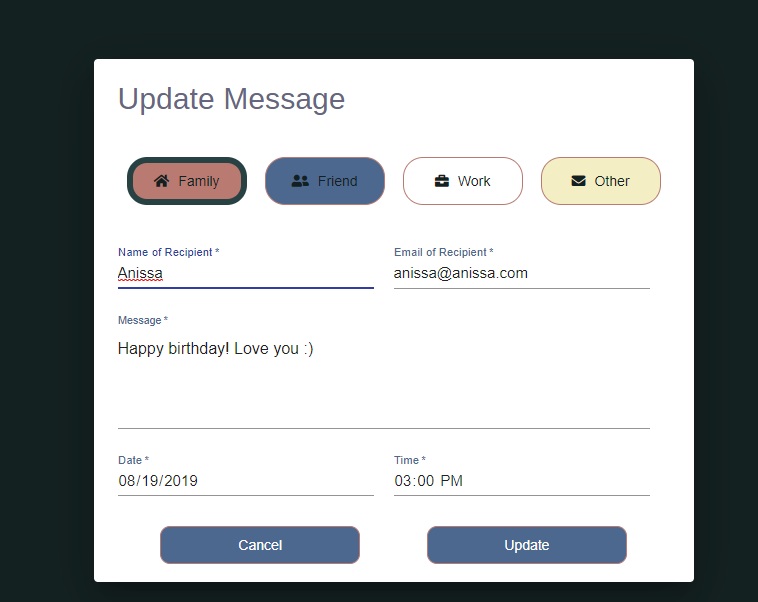 Update Message
Family Friend Work Other
Name of Recipient * Email of Recipient *
Anissa anissa@anissa.com
Message *
Happy birthday! Love you :)
Date * Time *
08/19/2019 03:00 PM
Cancel Update